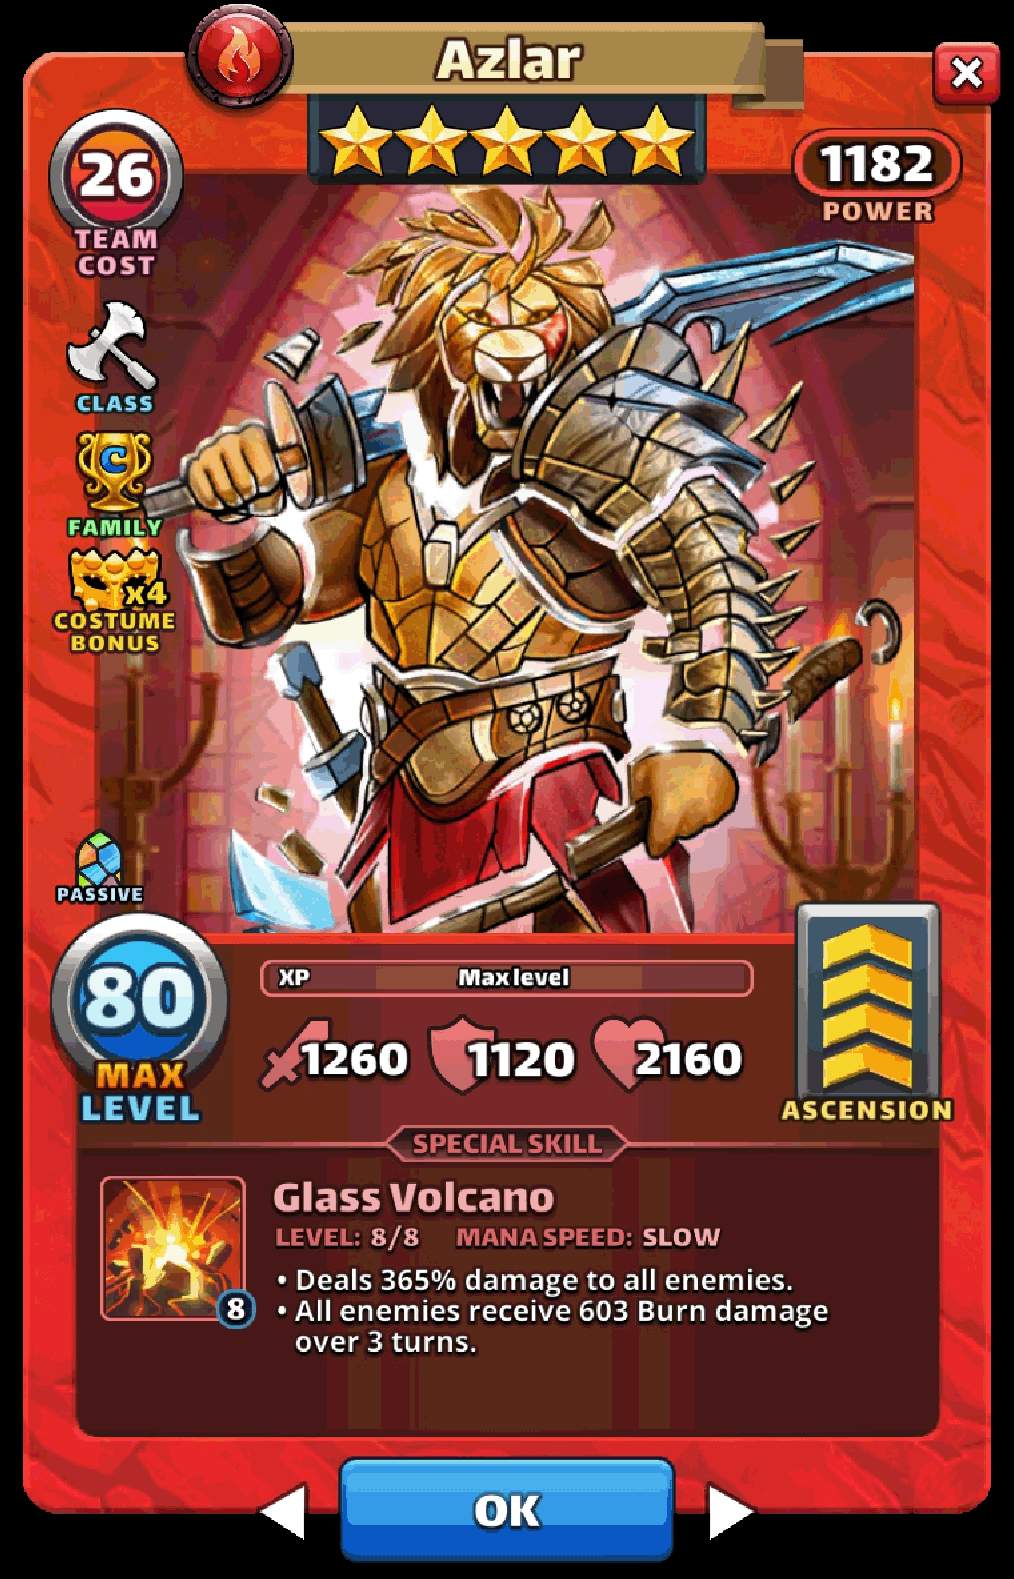 Azlar
26
TEAM
COST
1182
POWER
CLASS
C
FAMILY
x4
COSTUME
BONUS
PASSIVE
80
MAX
LEVEL
XP Max level
1260 1120 2160
ASCENSION
SPECIAL SKILL
Glass Volcano
LEVEL: 8/8 MANA SPEED: SLOW
8
• Deals 365% damage to all enemies.
• All enemies receive 603 Burn damage
over 3 turns.
OK